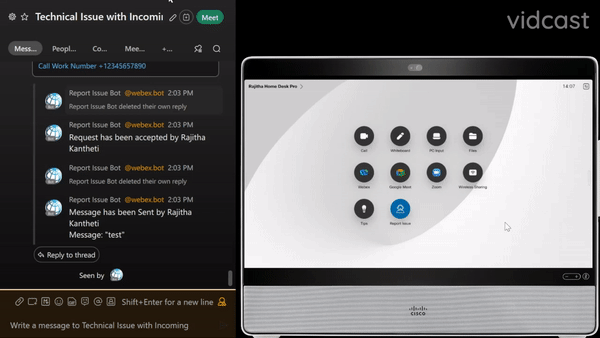 Technical Issue with Incomir
Meet
Mess...
Peopl...
Co...
Mee...
+...
Call Work Number +12345657890
Report Issue Bot @webex.bot 2:03 PM
Report Issue Bot deleted their own reply
Report Issue Bot @webex.bot 2:03 PM
Request has been accepted by Rajitha
Kantheti
Report Issue Bot @webex.bot 2:03 PM
Report Issue Bot deleted their own reply
Report Issue Bot @webex.bot 2:03 PM
Message has been Sent by Rajitha
Kantheti
Message: "test"
Reply to thread
Seen by
Shift+Enter for a new line
Write a message to Technical Issue with Incoming
vidcast
Rajitha Home Desk Pro
14:07
Call
Whiteboard
PC Input
Files
Webex
Google Meet
Zoom
Wireless Sharing
Tips
Report Issue
CISCO